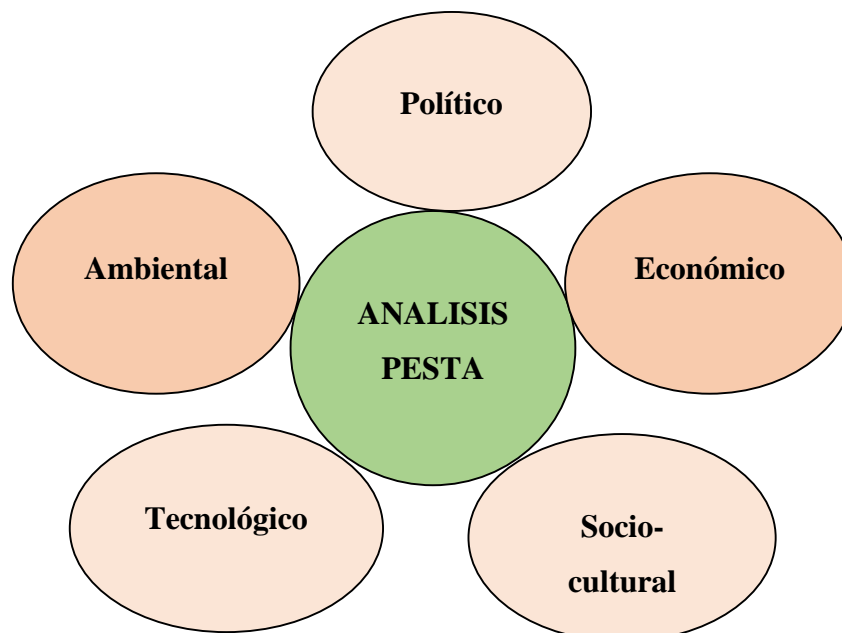 Político
Ambiental
Económico
ANALISIS
PESTA
Tecnológico
Socio-
cultural